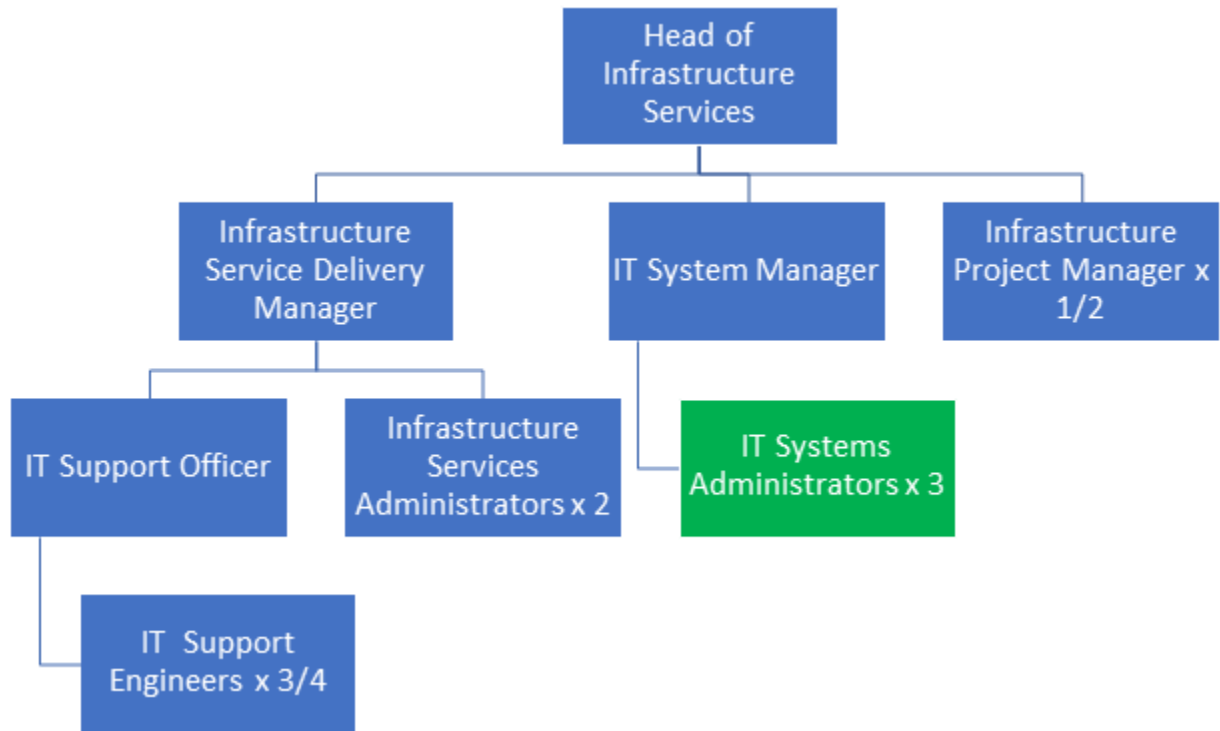 Head of
Infrastructure
Services
Infrastructure
Service Delivery
Manager
IT System Manager
Infrastructure
Project Manager x
1/2
IT Support Officer
Infrastructure
Services
Administrators x 2
IT Systems
Administrators x 3
IT Support
Engineers x 3/4